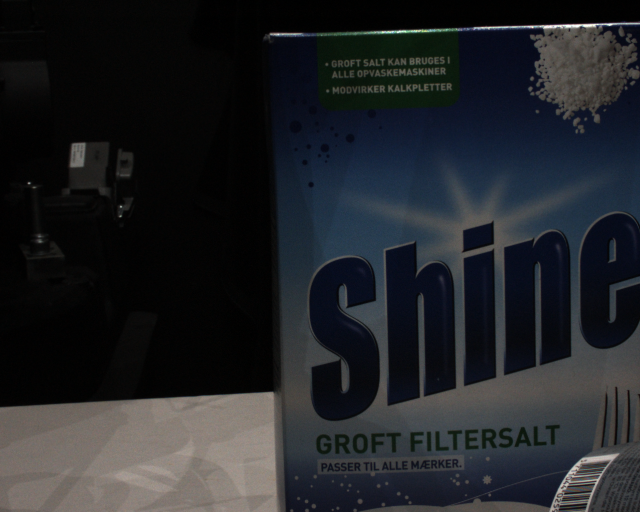 • GROFT SALT KAN BRUGES I
ALLE OPVASKEMASKINER
• MODVIRKER KALKPLETTER
Shine
GROFT FILTERSALT
PASSER TIL ALLE MÆRKER.